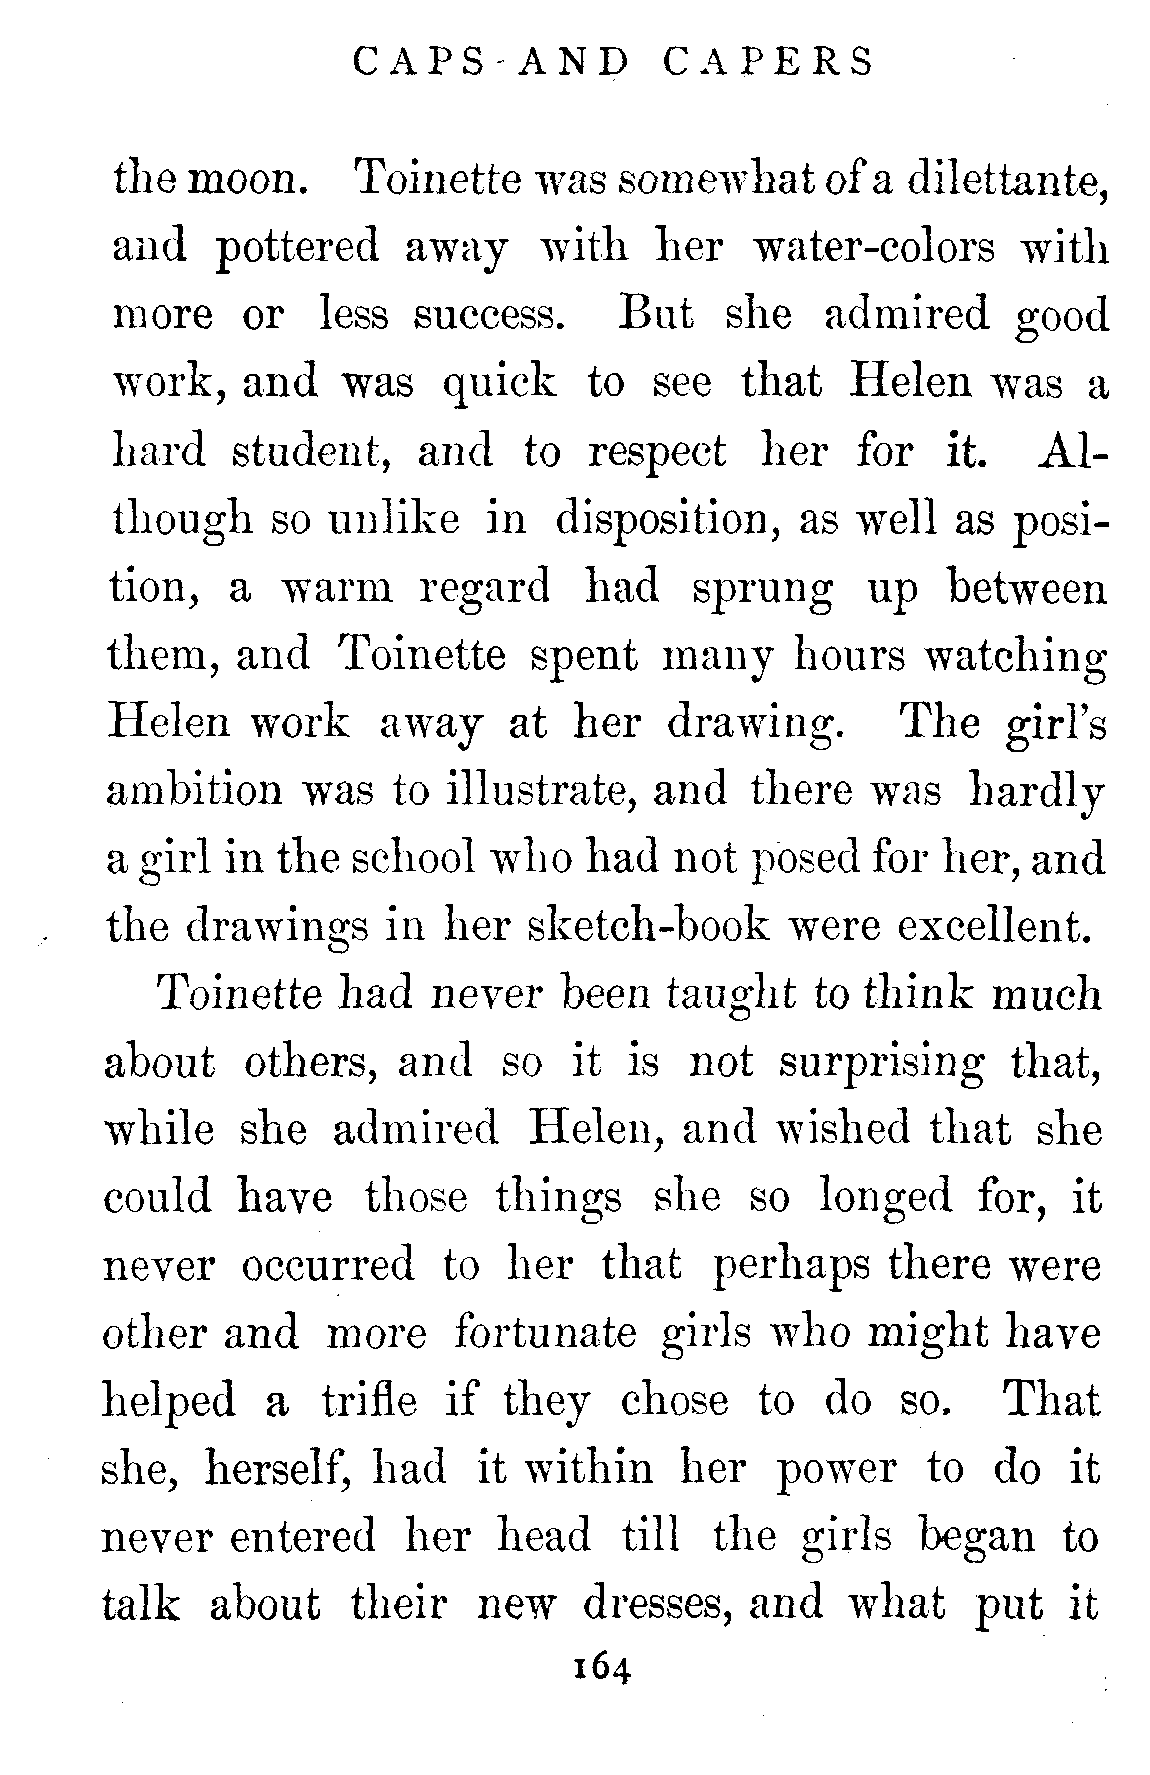 CAPS AND CAPERS
the moon. Toinette was somewhat of a dilettante,
and pottered away with her water-colors with
more or less success. But she admired good
work, and was quick to see that Helen was a
hard student, and to respect her for it. Al-
though so unlike in disposition, as well as posi-
tion, a warm regard had sprung up between
them, and Toinette spent many hours watching
Helen work away at her drawing. The girl's
ambition was to illustrate, and there was hardly
a girl in the school who had not posed for her, and
the drawings in her sketch-book were excellent.
Toinette had never been taught to think much
about others, and so it is not surprising that,
while she admired Helen, and wished that she
could have those things she so longed for, it
never occurred to her that perhaps there were
other and more fortunate girls who might have
helped a trifle if they chose to do so. That
she, herself, had it within her power to do it
never entered her head till the girls began to
talk about their new dresses, and what put it
164